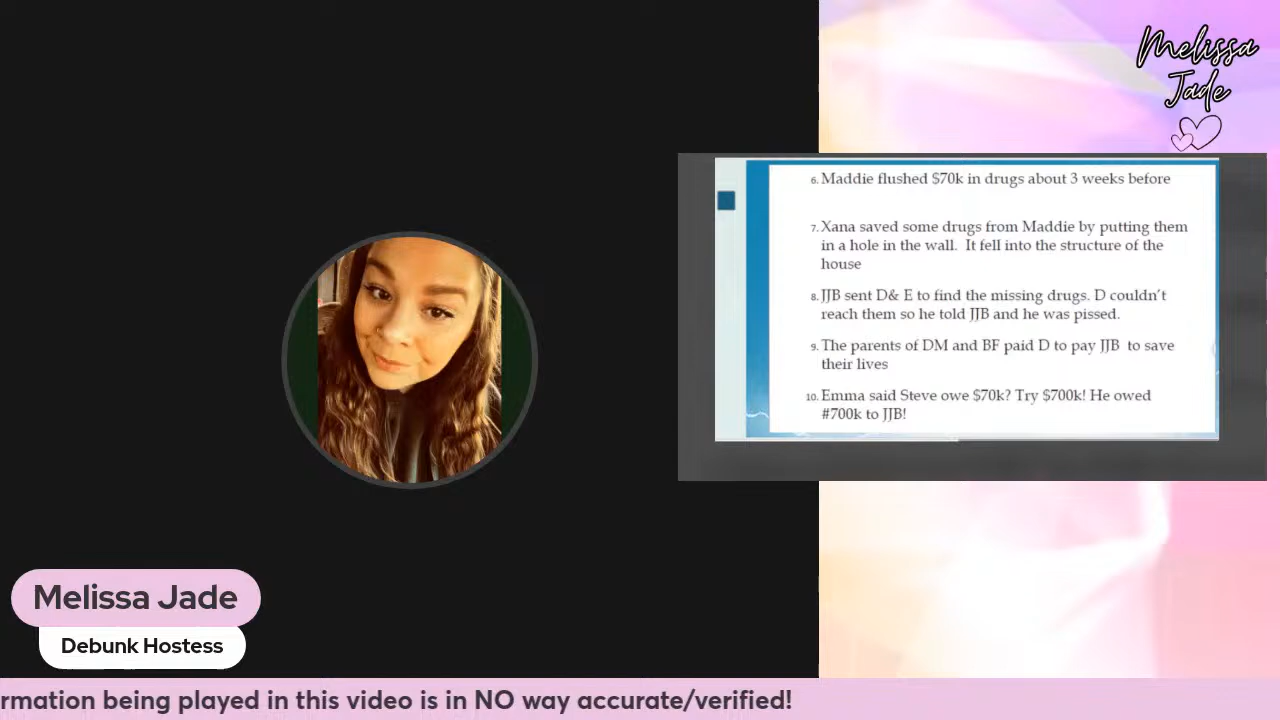 Melissa
Jade
6. Maddie flushed $70k in drugs about 3 weeks before
7. Xana saved some drugs from Maddie by putting them
in a hole in the wall. It fell into the structure of the
house
8. JJB sent D& E to find the missing drugs. D couldn't
reach them so he told JJB and he was pissed.
9. The parents of DM and BF paid D to pay JJB to save
their lives
10. Emma said Steve owe $70k? Try $700k! He owed
#700k to JJB!
Melissa Jade
Debunk Hostess
rmation being played in this video is in NO way accurate/verified!